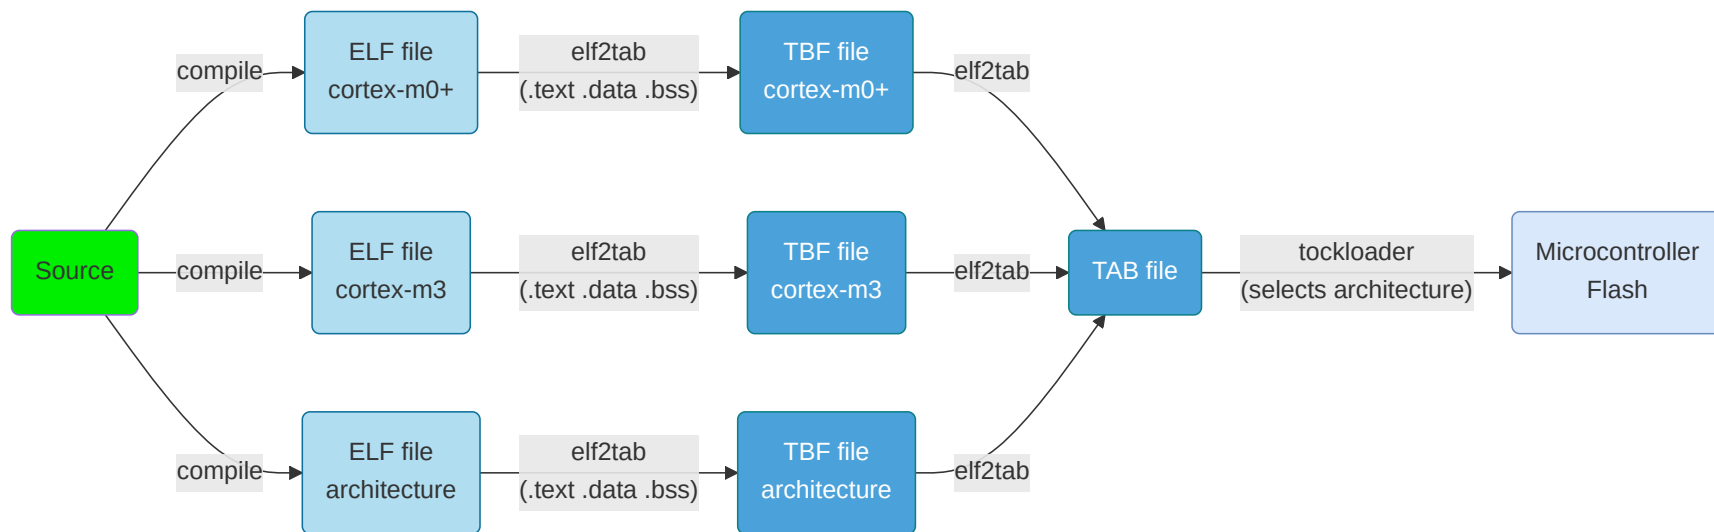 compile
ELF file
cortex-m0+
elf2tab
(.text .data .bss)
TBF file
cortex-m0+
elf2tab
Source
compile
ELF file
cortex-m3
elf2tab
(.text .data .bss)
TBF file
cortex-m3
elf2tab
TAB file
tockloader
(selects architecture)
Microcontroller
Flash
compile
ELF file
architecture
elf2tab
(.text .data .bss)
TBF file
architecture
elf2tab